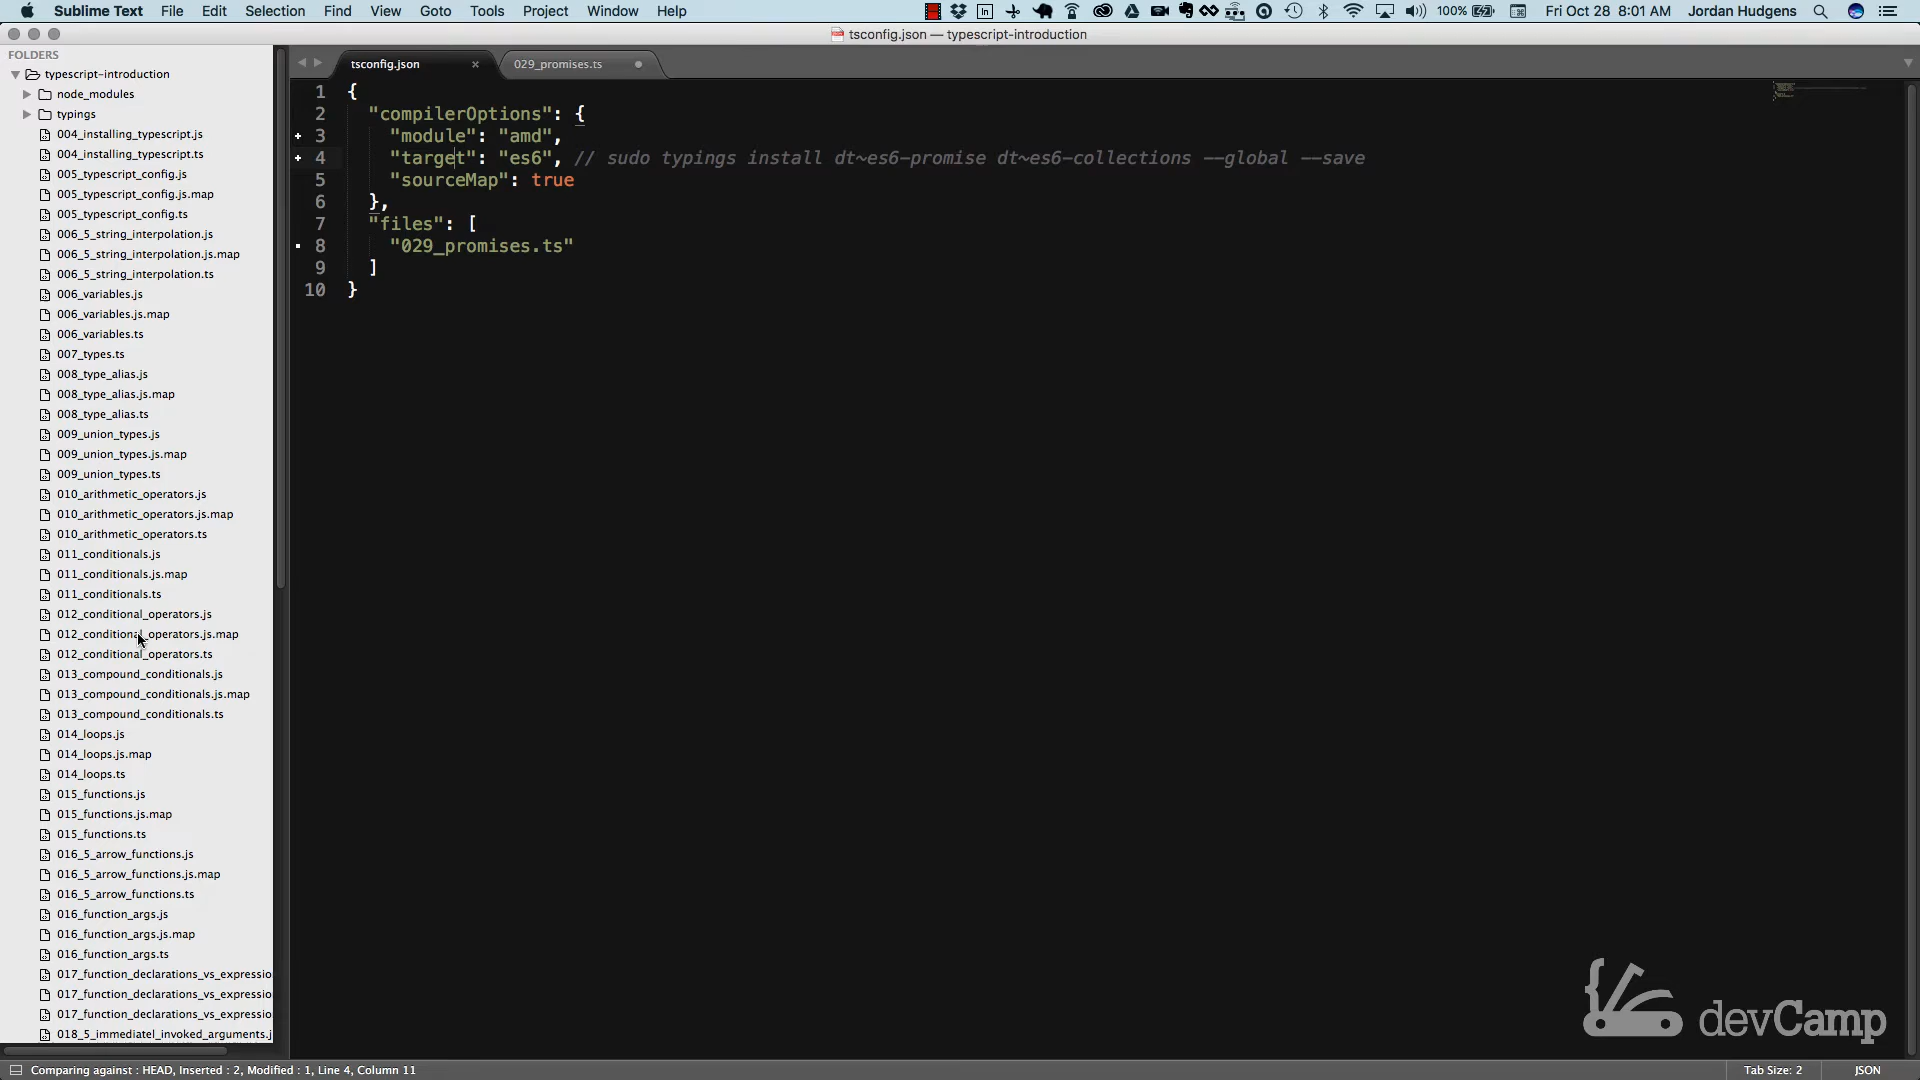 Sublime Text File Edit Selection Find View Goto Tools Project Window Help 100% Fri Oct 28 8:01 AM Jordan Hudgens
tsconfig.json — typescript-introduction
FOLDERS
typescript-introduction
node_modules
typings
004_installing_typescript.js
004_installing_typescript.ts
005_typescript_config.js
005_typescript_config.js.map
005_typescript_config.ts
006_5_string_interpolation.js
006_5_string_interpolation.js.map
006_5_string_interpolation.ts
006_variables.js
006_variables.js.map
006_variables.ts
007_types.ts
008_type_alias.js
008_type_alias.js.map
008_type_alias.ts
009_union_types.js
009_union_types.js.map
009_union_types.ts
010_arithmetic_operators.js
010_arithmetic_operators.js.map
010_arithmetic_operators.ts
011_conditionals.js
011_conditionals.js.map
011_conditionals.ts
012_conditional_operators.js
012_conditional_operators.js.map
012_conditional_operators.ts
013_compound_conditionals.js
013_compound_conditionals.js.map
013_compound_conditionals.ts
014_loops.js
014_loops.js.map
014_loops.ts
015_functions.js
015_functions.js.map
015_functions.ts
016_5_arrow_functions.js
016_5_arrow_functions.js.map
016_5_arrow_functions.ts
016_function_args.js
016_function_args.js.map
016_function_args.ts
017_function_declarations_vs_expressio
017_function_declarations_vs_expressio
017_function_declarations_vs_expressio
018_5_immediatel_invoked_arguments.j
tsconfig.json 029_promises.ts
1 {
2 "compilerOptions": {
3 "module": "amd",
4 "target": "es6", // sudo typings install dt~es6-promise dt~es6-collections --global --save
5 "sourceMap": true
6 },
7 "files": [
8 "029_promises.ts"
9 ]
10 }
devCamp
Comparing against : HEAD, Inserted : 2, Modified : 1, Line 4, Column 11 Tab Size: 2 JSON